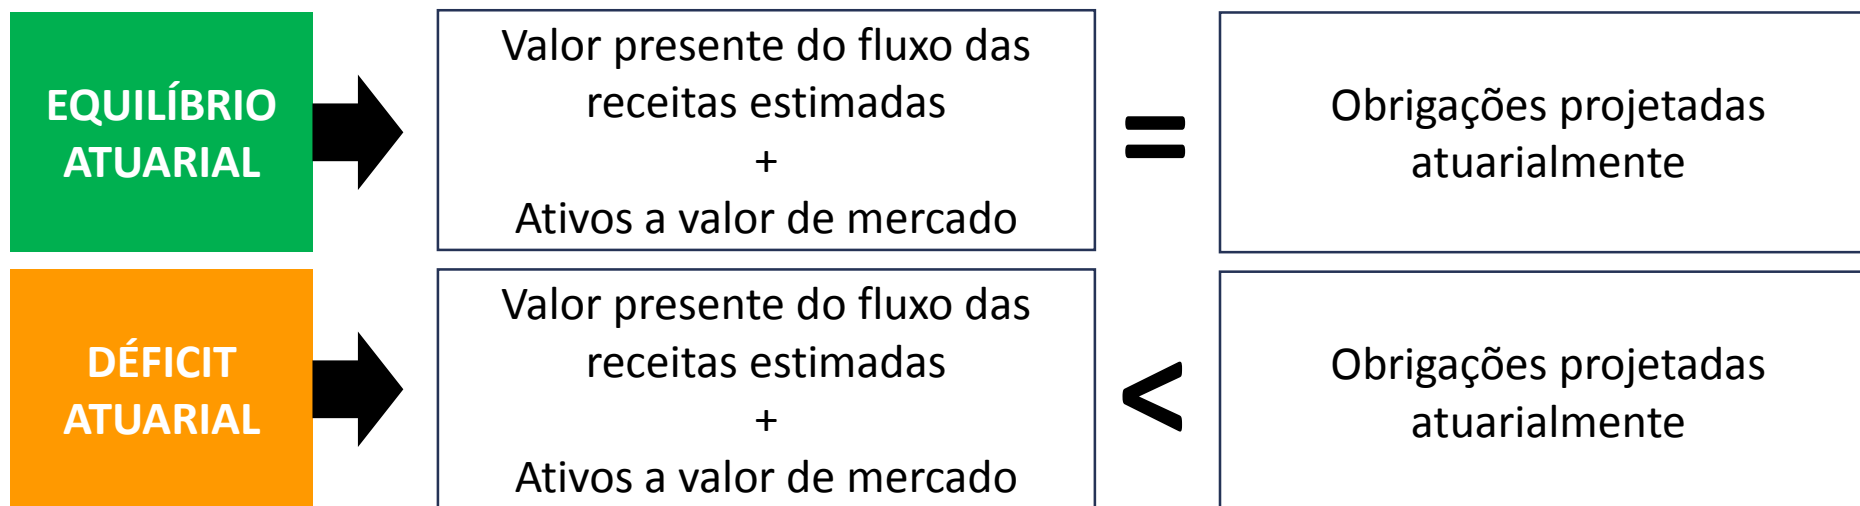 EQUILÍBRIO
ATUARIAL
Valor presente do fluxo das
receitas estimadas
+
Ativos a valor de mercado
=
Obrigações projetadas
atuarialmente
DÉFICIT
ATUARIAL
Valor presente do fluxo das
receitas estimadas
+
Ativos a valor de mercado
<
Obrigações projetadas
atuarialmente